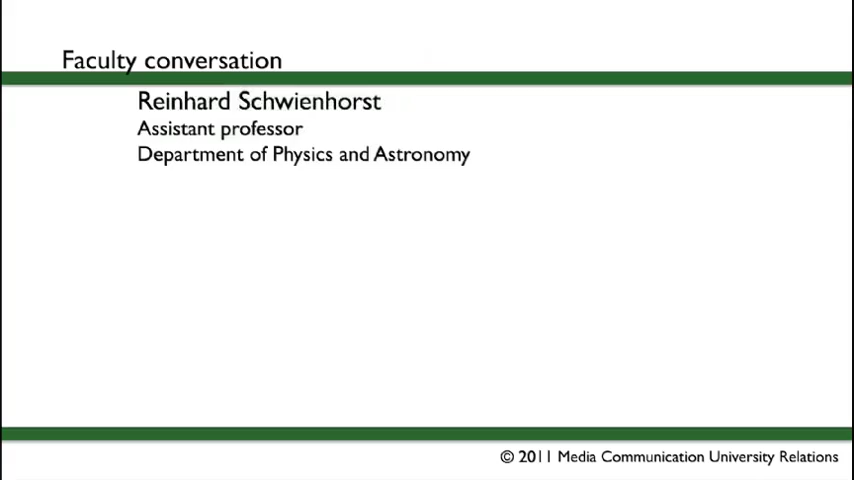 Faculty conversation
Reinhard Schwienhorst
Assistant professor
Department of Physics and Astronomy
© 2011 Media Communication University Relations